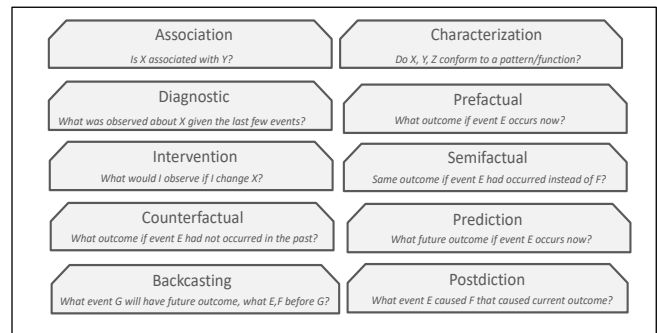 Association
Is X associated with Y?
Characterization
Do X, Y, Z conform to a pattern/function?
Diagnostic
What was observed about X given the last few events?
Prefactual
What outcome if event E occurs now?
Intervention
What would I observe if I change X?
Semifactual
Same outcome if event E had occurred instead of F?
Counterfactual
What outcome if event E had not occurred in the past?
Prediction
What future outcome if event E occurs now?
Backcasting
What event G will have future outcome, what E,F before G?
Postdiction
What event E caused F that caused current outcome?